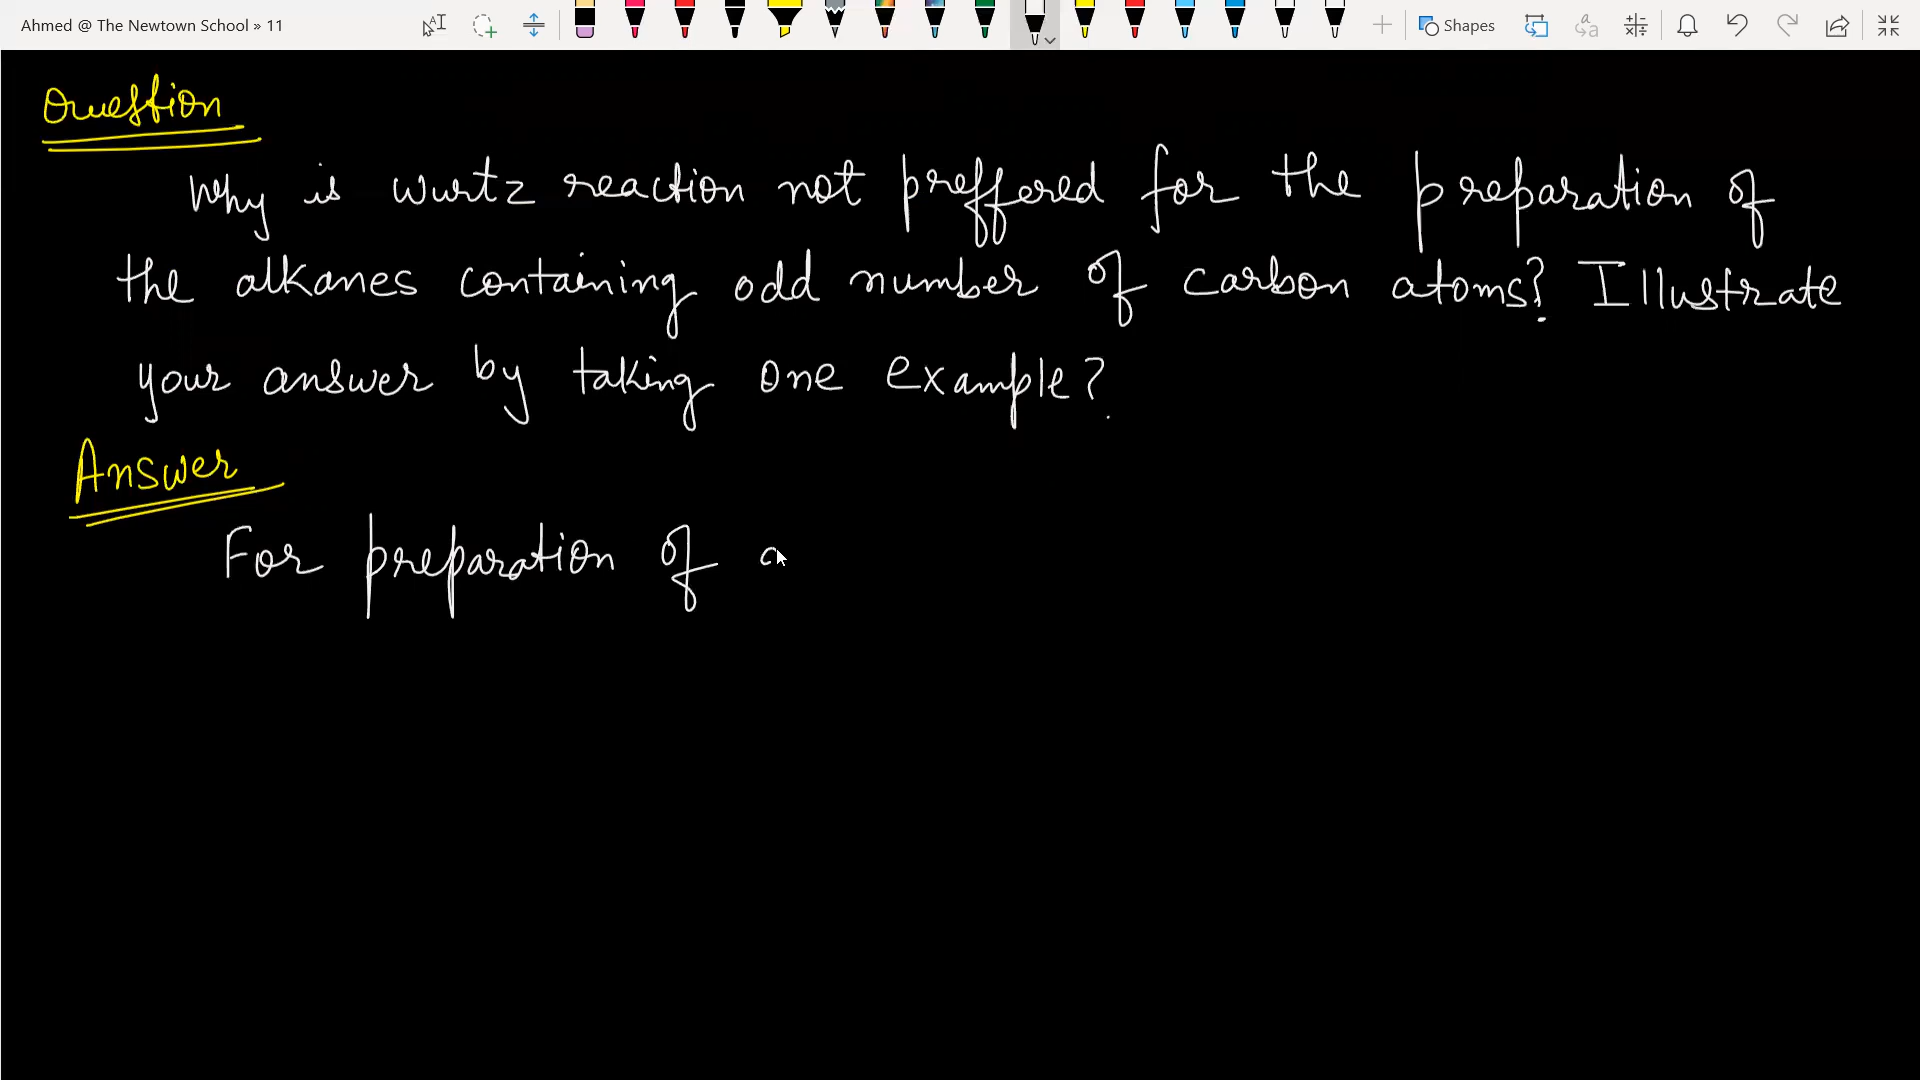 Ahmed @ The Newtown School » 11
Shapes
Question
Why is wurtz reaction not preffered for the preparation of
the alkanes containing odd number of carbon atoms? Illustrate
your answer by taking one example?
Answer
For preparation of a